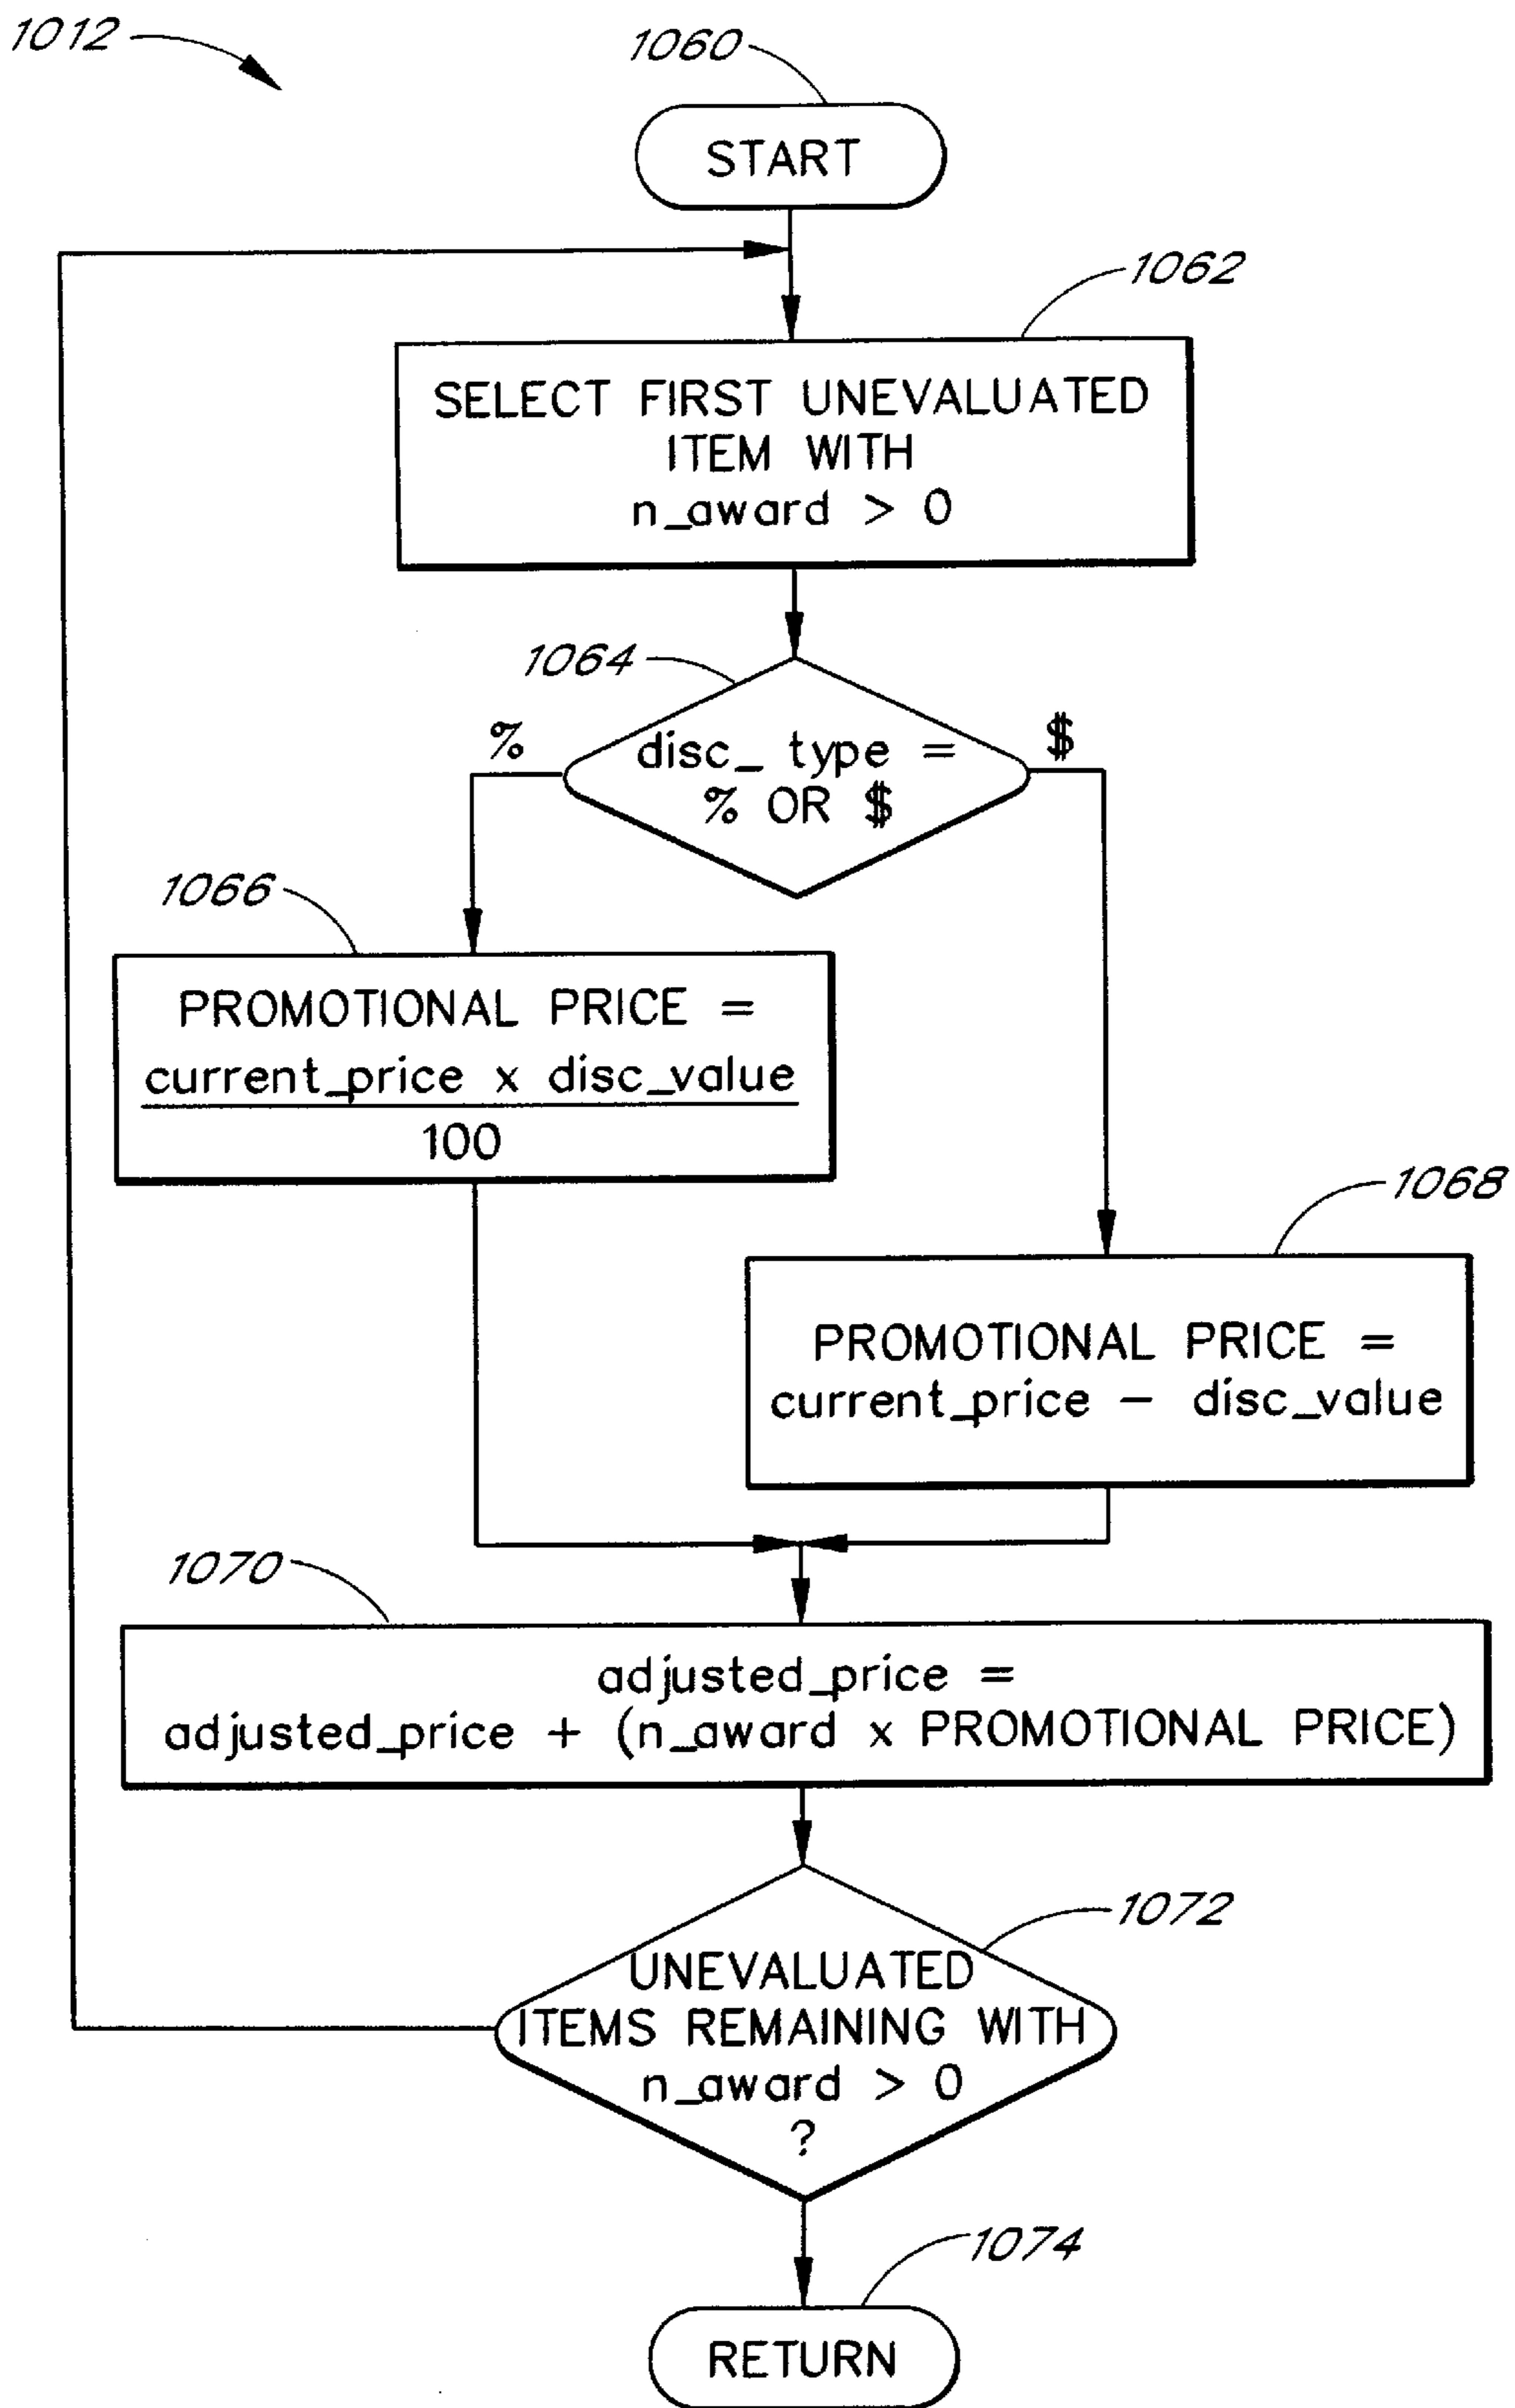 1012
1060
START
1062
SELECT FIRST UNEVALUATED
ITEM WITH
n_award > 0
1064
%
$
disc_ type =
% OR $
1066
PROMOTIONAL PRICE =
current_price x disc_value
100
1068
PROMOTIONAL PRICE =
current_price - disc_value
1070
adjusted_price =
adjusted_price + (n_award x PROMOTIONAL PRICE)
1072
UNEVALUATED
ITEMS REMAINING WITH
n_award > 0
?
1074
RETURN